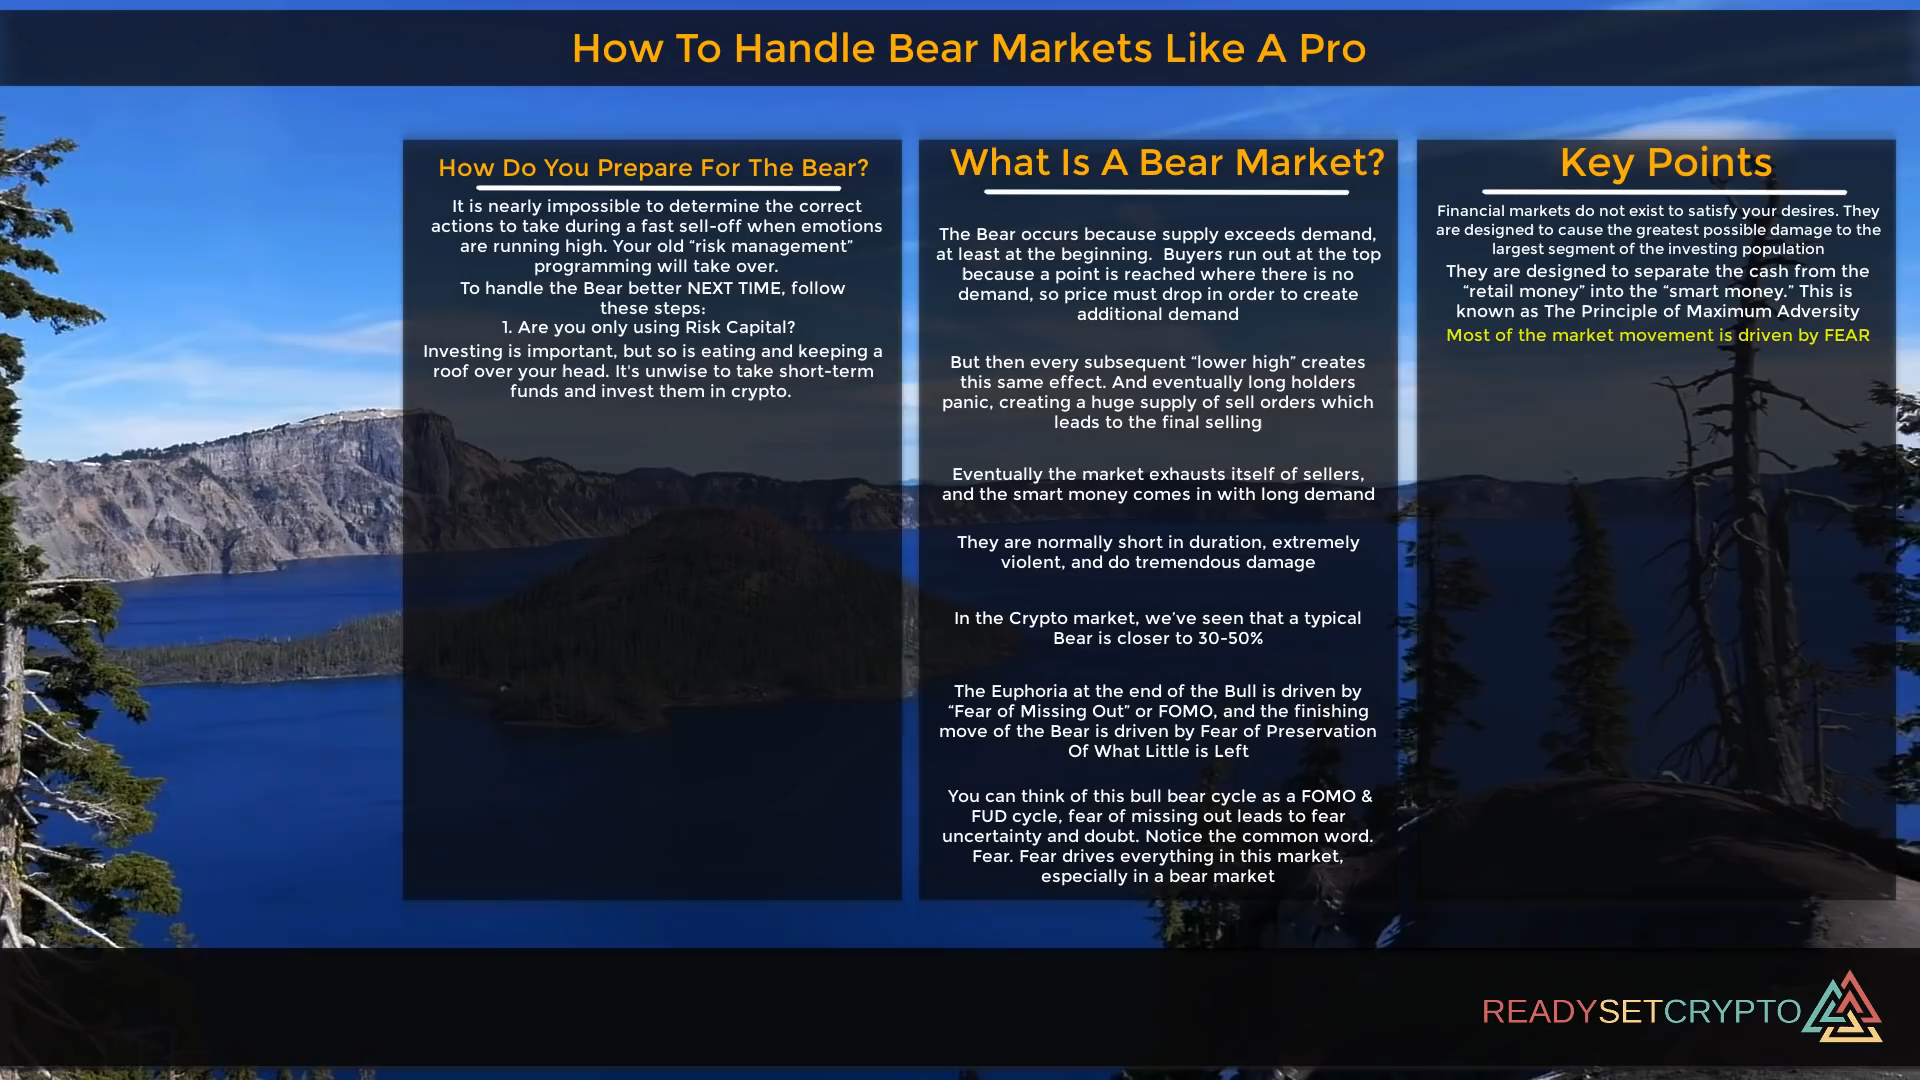 How To Handle Bear Markets Like A Pro
How Do You Prepare For The Bear?
It is nearly impossible to determine the correct
actions to take during a fast sell-off when emotions
are running high. Your old “risk management”
programming will take over.
To handle the Bear better NEXT TIME, follow
these steps:
1. Are you only using Risk Capital?
Investing is important, but so is eating and keeping a
roof over your head. It's unwise to take short-term
funds and invest them in crypto.
What Is A Bear Market?
The Bear occurs because supply exceeds demand,
at least at the beginning.  Buyers run out at the top
because a point is reached where there is no
demand, so price must drop in order to create
additional demand
But then every subsequent “lower high” creates
this same effect. And eventually long holders
panic, creating a huge supply of sell orders which
leads to the final selling
Eventually the market exhausts itself of sellers,
and the smart money comes in with long demand
They are normally short in duration, extremely
violent, and do tremendous damage
In the Crypto market, we’ve seen that a typical
Bear is closer to 30-50%
The Euphoria at the end of the Bull is driven by
“Fear of Missing Out” or FOMO, and the finishing
move of the Bear is driven by Fear of Preservation
Of What Little is Left
You can think of this bull bear cycle as a FOMO &
FUD cycle, fear of missing out leads to fear
uncertainty and doubt. Notice the common word.
Fear. Fear drives everything in this market,
especially in a bear market
Key Points
Financial markets do not exist to satisfy your desires. They
are designed to cause the greatest possible damage to the
largest segment of the investing population
They are designed to separate the cash from the
“retail money” into the “smart money.” This is
known as The Principle of Maximum Adversity
Most of the market movement is driven by FEAR
READYSETCRYPTO